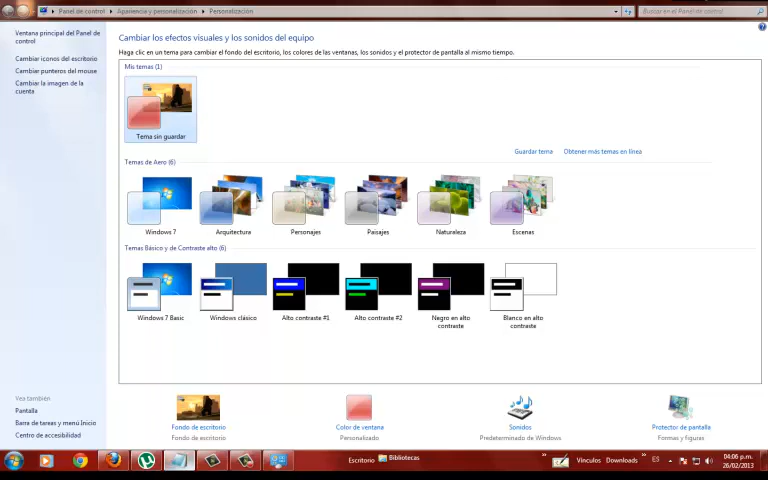 Panel de control ▸ Apariencia y personalización ▸ Personalización
Buscar en el Panel de control
Ventana principal del Panel de
control
Cambiar iconos del escritorio
Cambiar punteros del mouse
Cambiar la imagen de la
cuenta
Cambiar los efectos visuales y los sonidos del equipo
Haga clic en un tema para cambiar el fondo del escritorio, los colores de las ventanas, los sonidos y el protector de pantalla al mismo tiempo.
Mis temas (1)
Tema sin guardar
Guardar tema
Obtener más temas en línea
Temas de Aero (6)
Windows 7
Arquitectura
Personajes
Paisajes
Naturaleza
Escenas
Temas Básico y de Contraste alto (6)
Windows 7 Basic
Windows clásico
Alto contraste #1
Alto contraste #2
Negro en alto
contraste
Blanco en alto
contraste
Vea también
Pantalla
Barra de tareas y menú Inicio
Centro de accesibilidad
Fondo de escritorio
Fondo de escritorio
Color de ventana
Personalizado
Sonidos
Predeterminado de Windows
Protector de pantalla
Formas y figuras
Escritorio
Bibliotecas
Vínculos
Downloads
ES
04:06 p.m.
26/02/2013